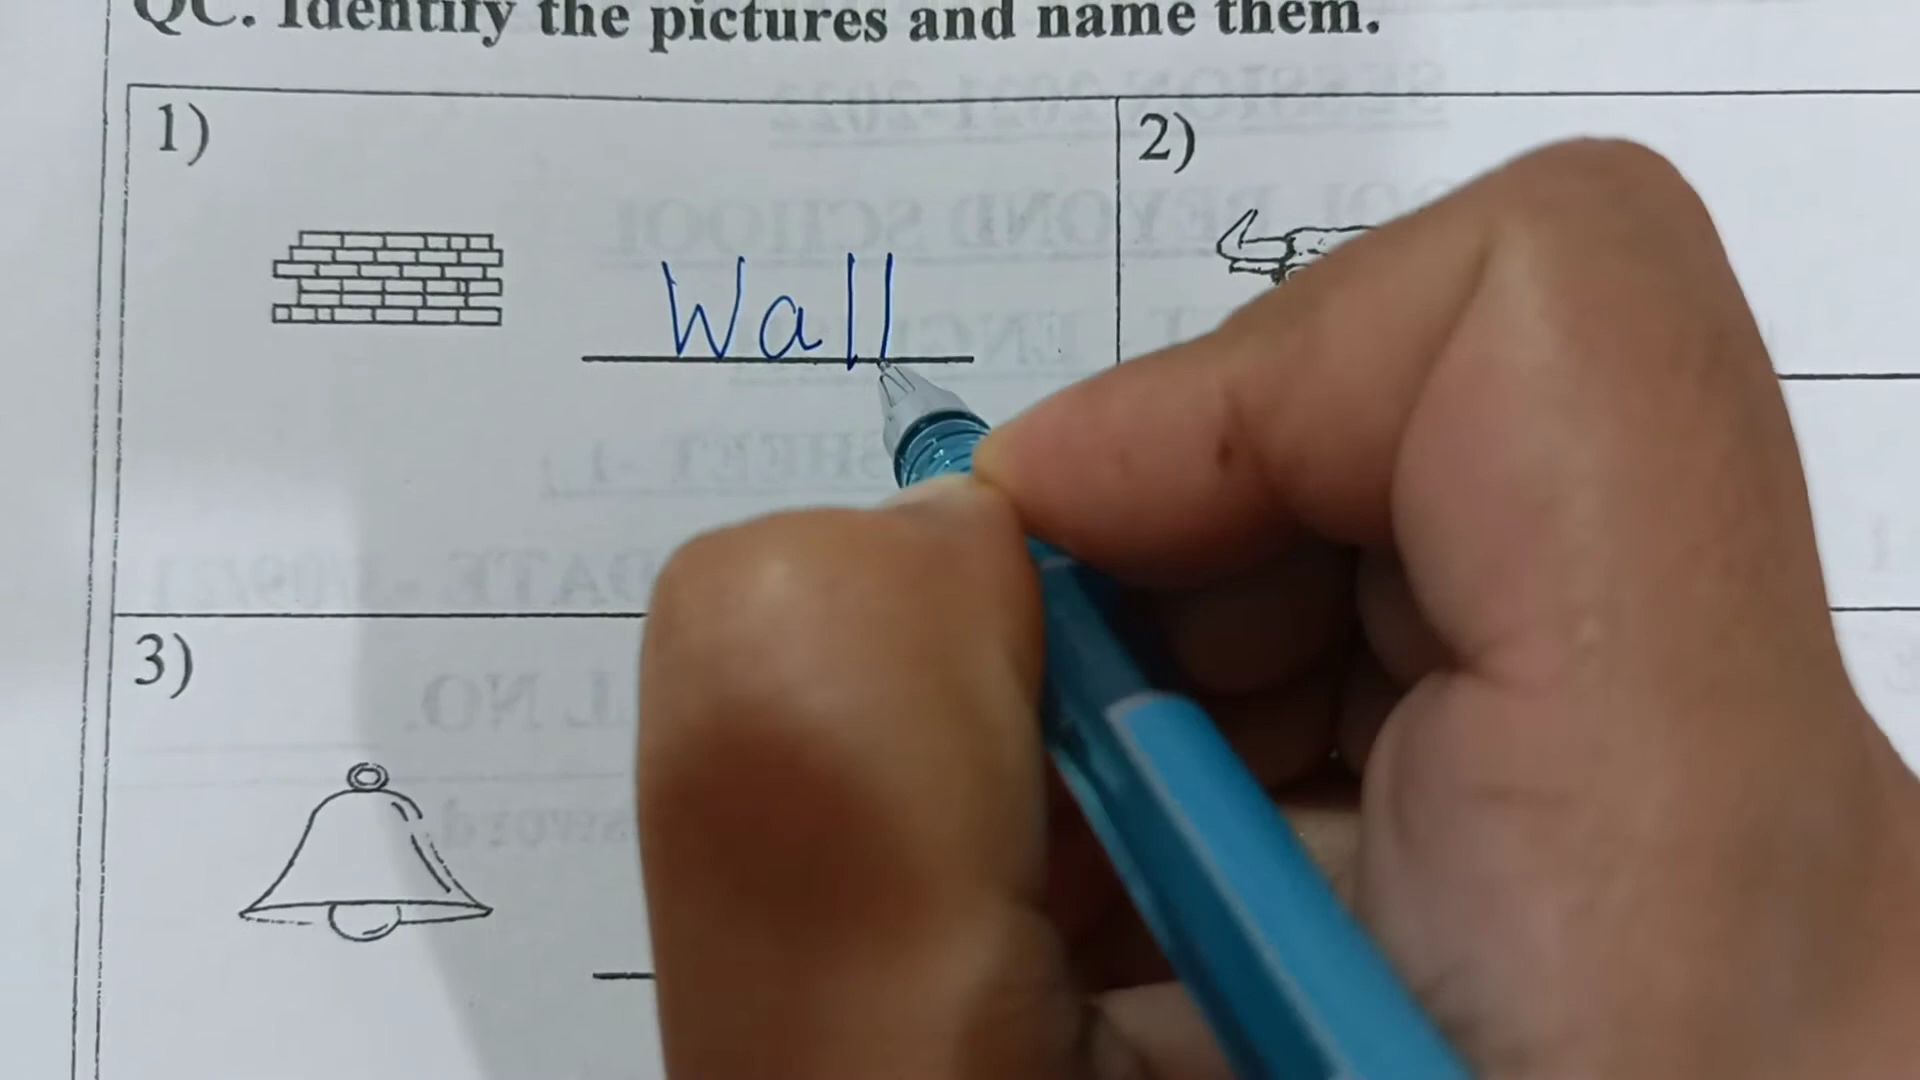 QC. Identify the pictures and name them.
1)
Wall
2)
3)